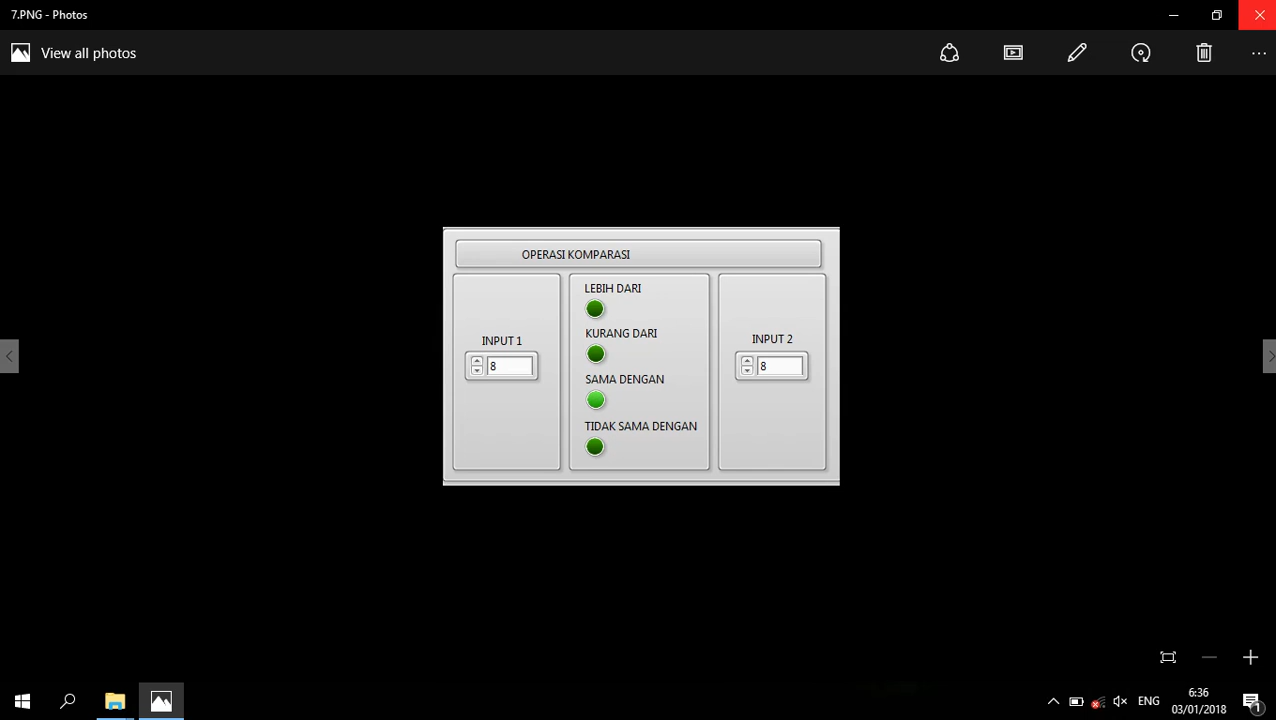 7.PNG - Photos
View all photos
OPERASI KOMPARASI
LEBIH DARI
KURANG DARI
INPUT 1
INPUT 2
8
8
SAMA DENGAN
TIDAK SAMA DENGAN
ENG
6:36
03/01/2018
1